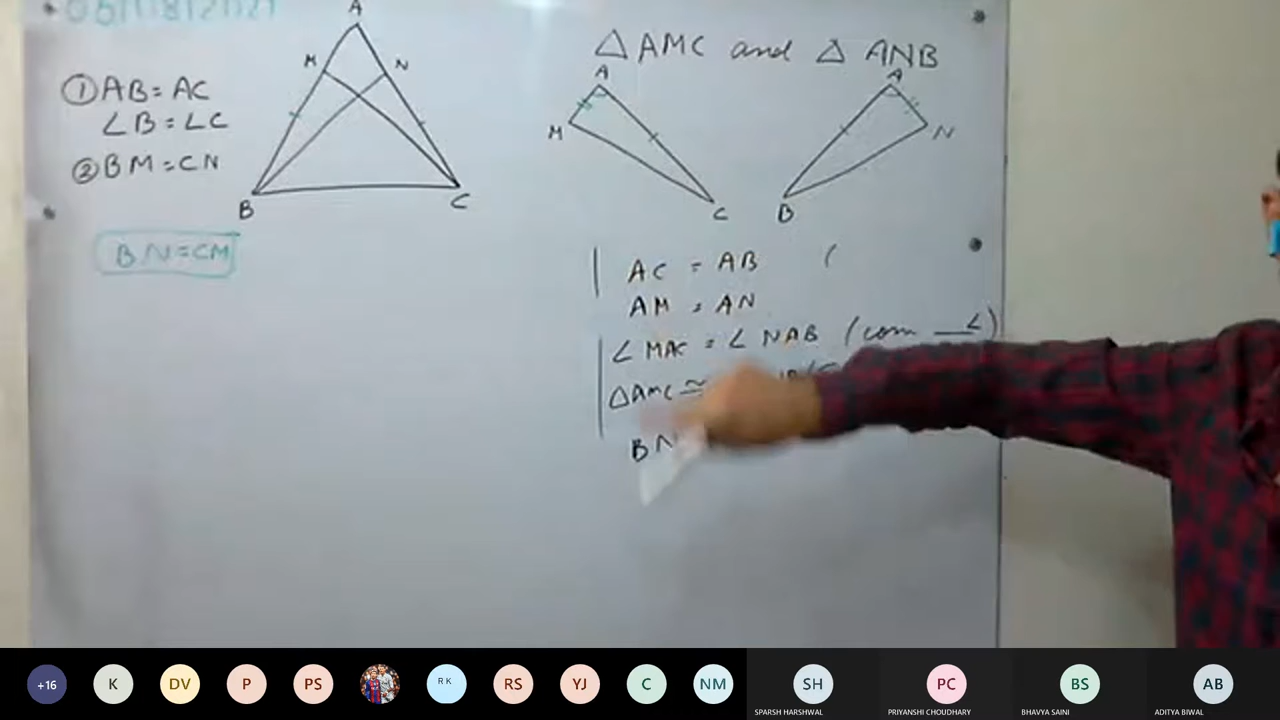 A
M
N
B
C
① AB = AC
∠B = ∠C
② BM = CN
BN = CM
△ AMC and △ ANB
A
M
C
A
N
B
AC = AB (
AM = AN
∠ MAC = ∠ NAB (com __∠)
△AMC ≅
BN
+16
K
DV
P
PS
RK
RS
YJ
C
NM
SH
PC
BS
AB
SPARSH HARSHWAL
PRIYANSHI CHOUDHARY
BHAVYA SAINI
ADITYA BIWAL